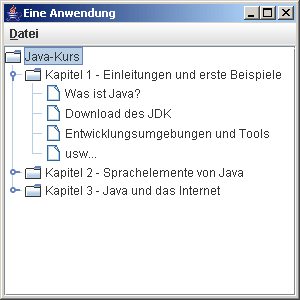 Eine Anwendung
Datei
Java-Kurs
Kapitel 1 - Einleitungen und erste Beispiele
Was ist Java?
Download des JDK
Entwicklungsumgebungen und Tools
usw...
Kapitel 2 - Sprachelemente von Java
Kapitel 3 - Java und das Internet